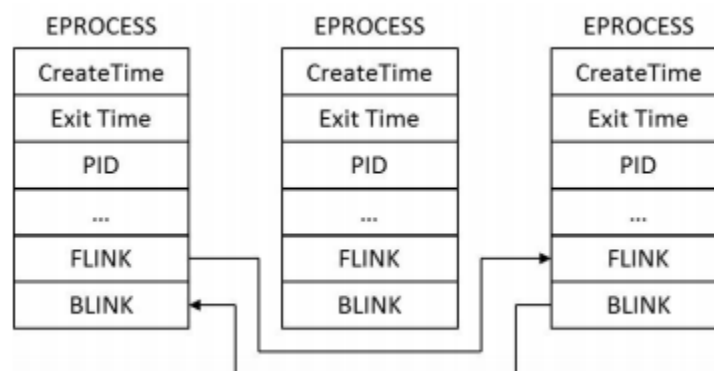 EPROCESS EPROCESS EPROCESS
CreateTime CreateTime CreateTime
Exit Time Exit Time Exit Time
PID PID PID
... ... ...
FLINK FLINK FLINK
BLINK BLINK BLINK